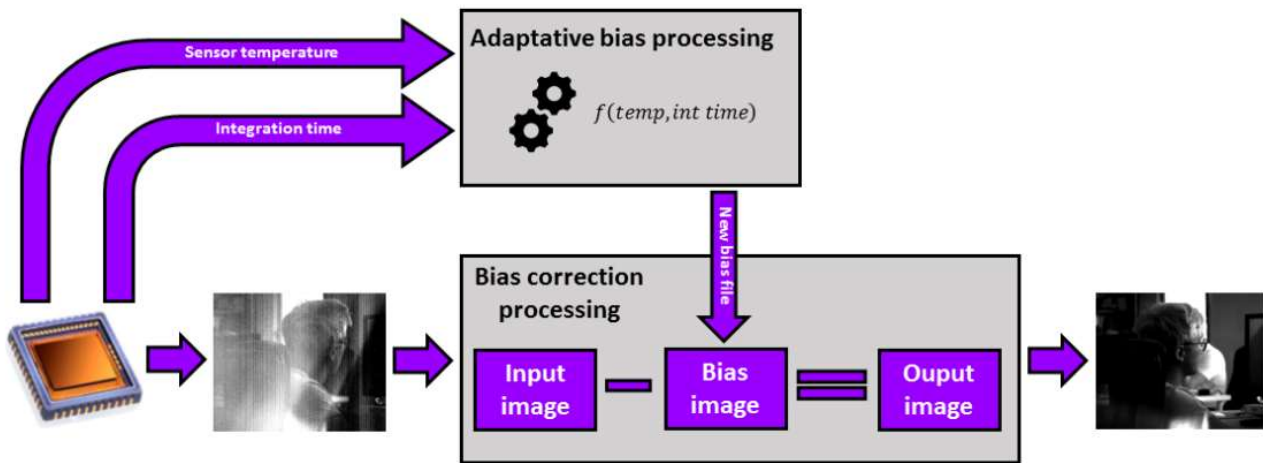 Sensor temperature
Adaptative bias processing
f(temp,int time)
Integration time
New bias file
Bias correction
processing
Input
image
Bias
image
Ouput
image